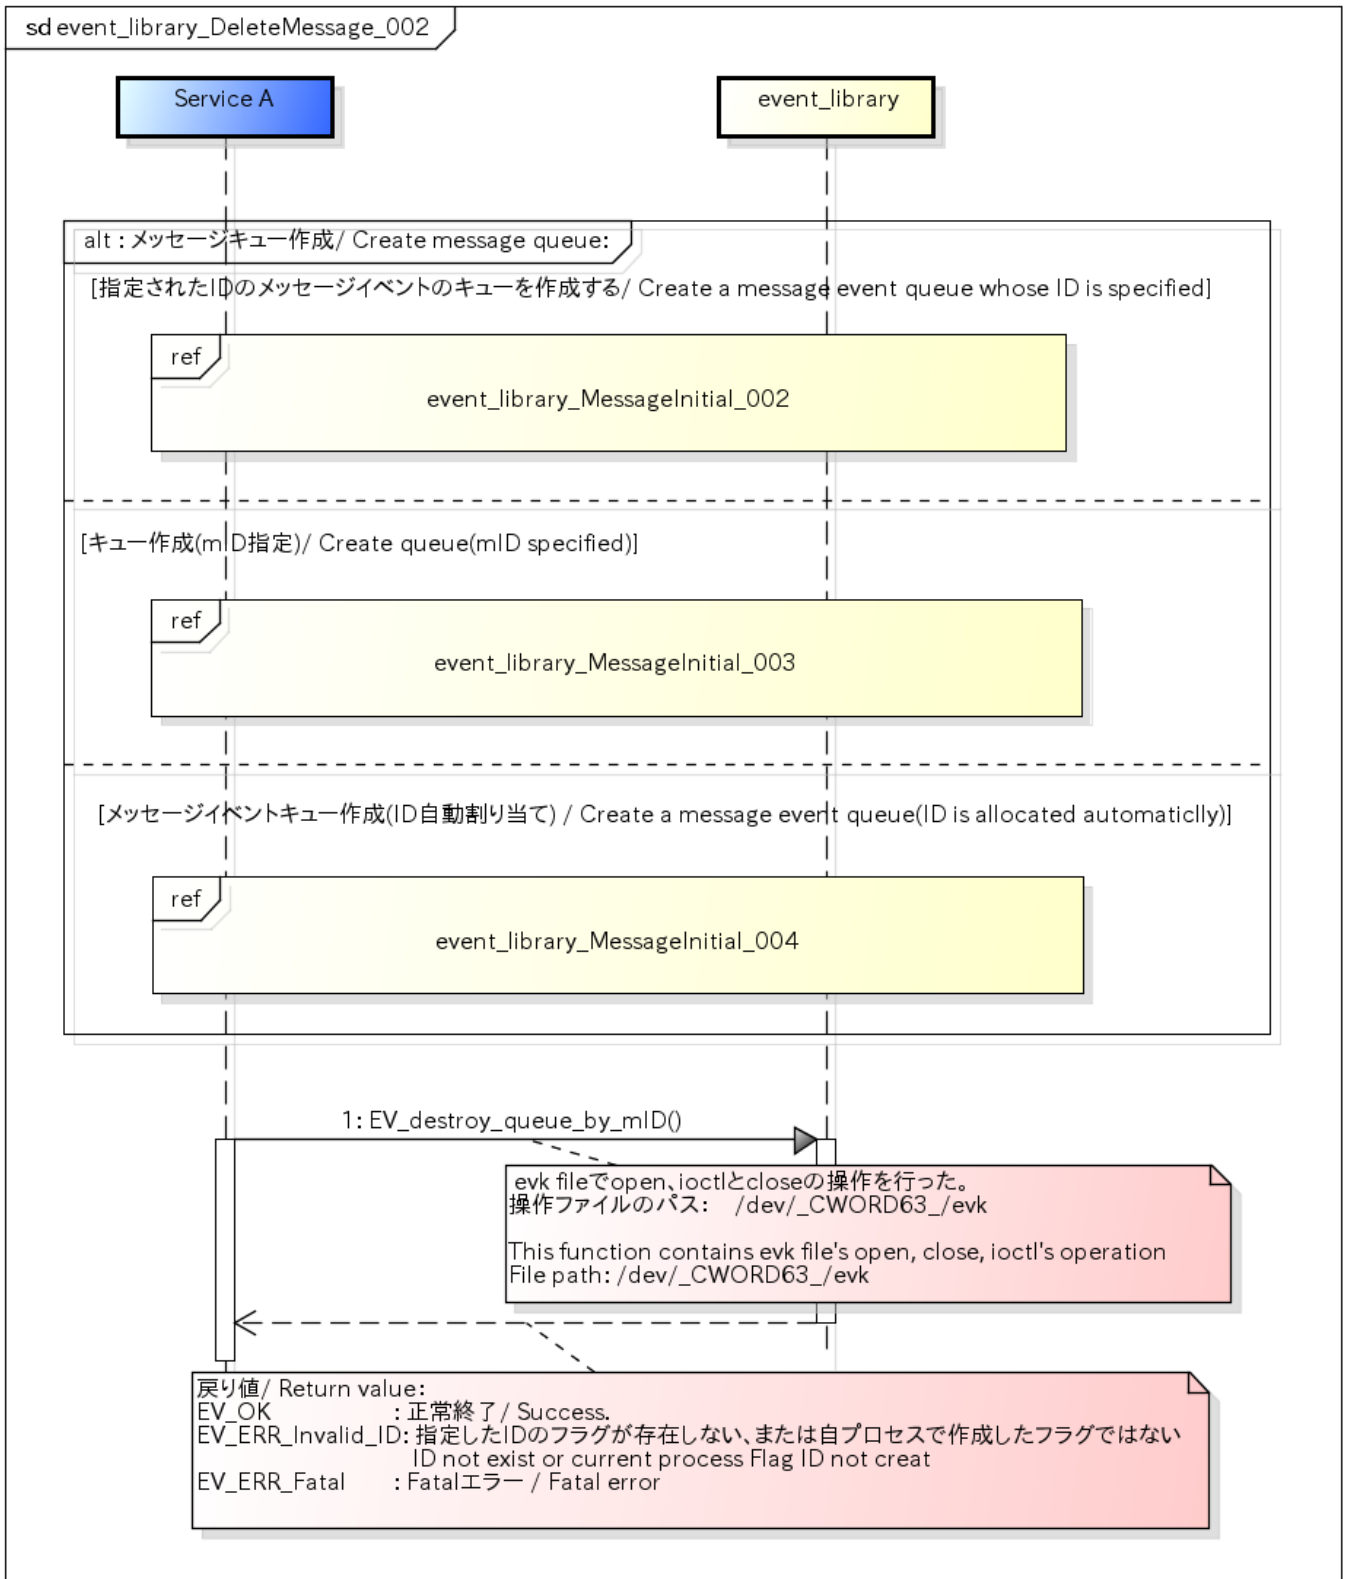 sd event_library_DeleteMessage_002
Service A
event_library
alt : メッセージキュー作成/ Create message queue:
[指定されたIDのメッセージイベントのキューを作成する/ Create a message event queue whose ID is specified]
ref
event_library_MessageInitial_002
[キュー作成(mID指定)/ Create queue(mID specified)]
ref
event_library_MessageInitial_003
[メッセージイベントキュー作成(ID自動割り当て) / Create a message event queue(ID is allocated automaticlly)]
ref
event_library_MessageInitial_004
1: EV_destroy_queue_by_mID()
evk fileでopen、ioctlとcloseの操作を行った。
操作ファイルのパス: /dev/_CWORD63_/evk
This function contains evk file's open, close, ioctl's operation
File path: /dev/_CWORD63_/evk
戻り値/ Return value:
EV_OK : 正常終了/ Success.
EV_ERR_Invalid_ID: 指定したIDのフラグが存在しない、または自プロセスで作成したフラグではない
ID not exist or current process Flag ID not creat
EV_ERR_Fatal : Fatalエラー / Fatal error